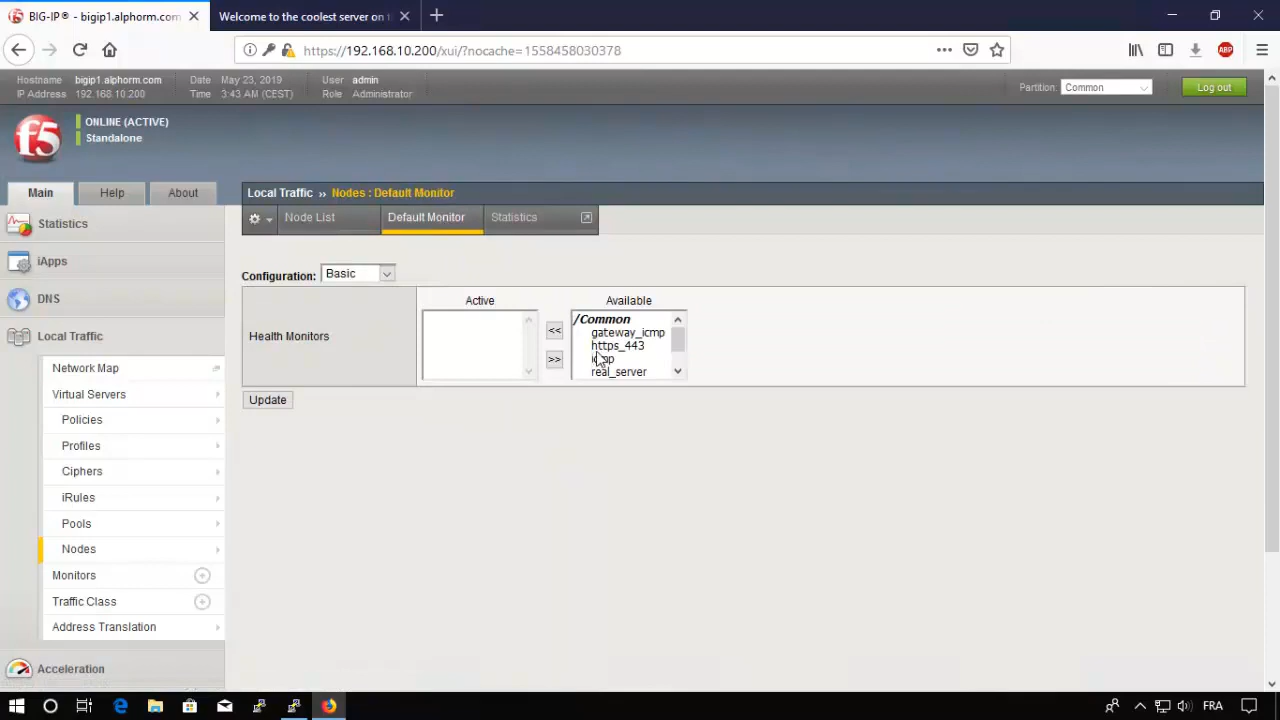 BIG-IP® - bigip1.alphorm.com
Welcome to the coolest server on
https://192.168.10.200/xui/?nocache=1558458030378
ABP
Hostname bigip1.alphorm.com Date May 23, 2019 User admin
IP Address 192.168.10.200 Time 3:43 AM (CEST) Role Administrator
Partition: Common Log out
f5
ONLINE (ACTIVE)
Standalone
Main Help About
Local Traffic ›› Nodes : Default Monitor
Node List Default Monitor Statistics
Statistics
iApps
DNS
Local Traffic
Network Map
Virtual Servers
Policies
Profiles
Ciphers
iRules
Pools
Nodes
Monitors
Traffic Class
Address Translation
Acceleration
Configuration: Basic
Health Monitors
Active
<<
>>
Available
/Common
gateway_icmp
https_443
real_server
Update
FRA